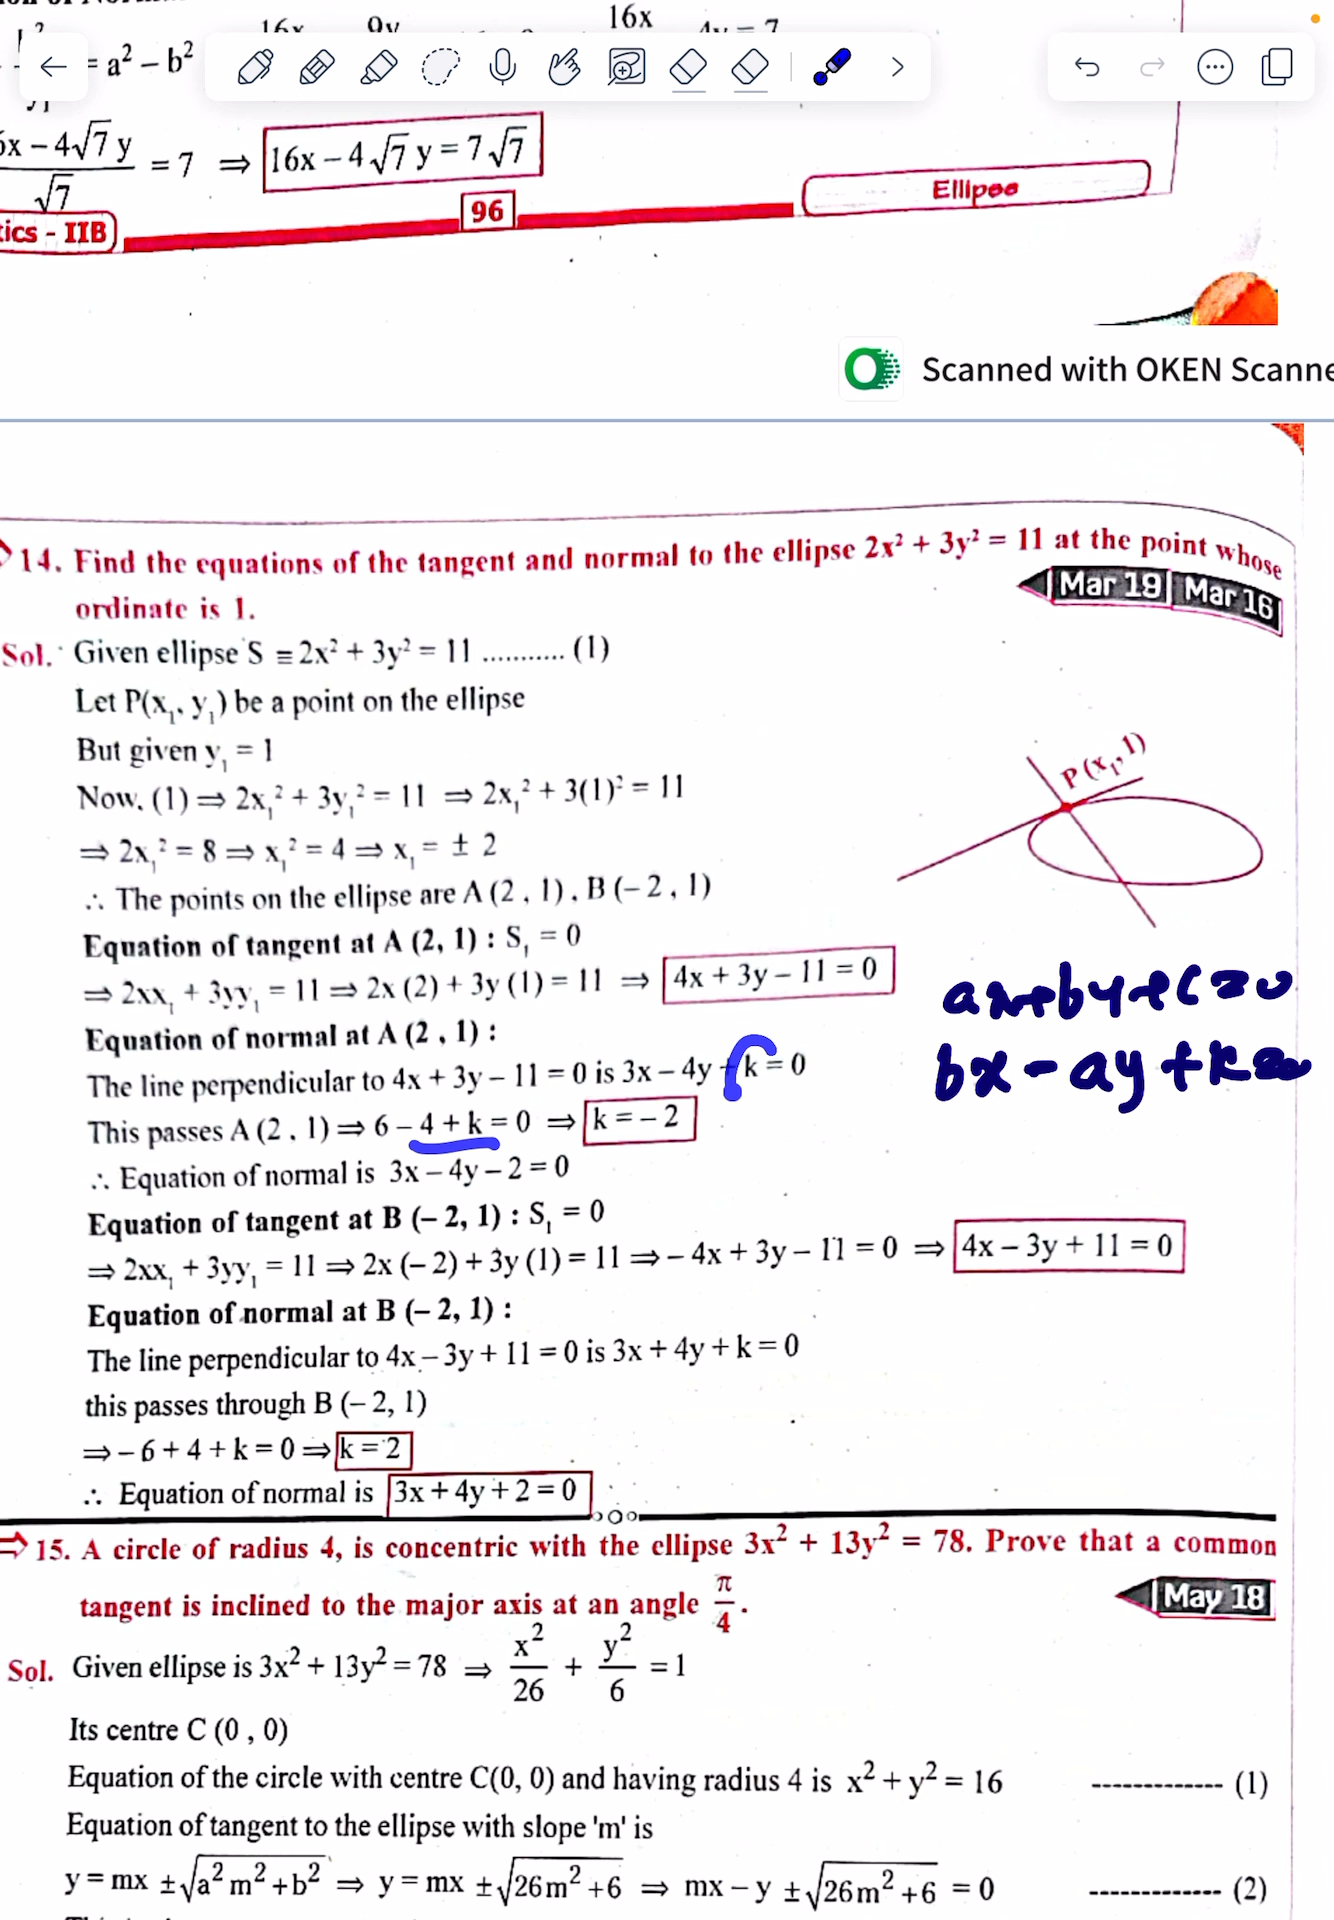 = a² – b²
16x
16x – 4√7 y / √7 = 7 ⇒ 16x – 4√7 y = 7√7
96
Ellipse
tics - IIB
Scanned with OKEN Scanne
14. Find the equations of the tangent and normal to the ellipse 2x² + 3y² = 11 at the point whose
ordinate is 1.
Mar 19 Mar 16
Sol. Given ellipse S ≡ 2x² + 3y² = 11 ........... (1)
Let P(x₁, y₁) be a point on the ellipse
But given y₁ = 1
Now, (1) ⇒ 2x₁² + 3y₁² = 11 ⇒ 2x₁² + 3(1)² = 11
P (x₁, 1)
⇒ 2x₁² = 8 ⇒ x₁² = 4 ⇒ x₁ = ± 2
∴ The points on the ellipse are A (2 , 1) , B (– 2 , 1)
Equation of tangent at A (2, 1) : S₁ = 0
⇒ 2xx₁ + 3yy₁ = 11 ⇒ 2x (2) + 3y (1) = 11 ⇒ 4x + 3y – 11 = 0
ax+by+c=0
Equation of normal at A (2 , 1) :
The line perpendicular to 4x + 3y – 11 = 0 is 3x – 4y + k = 0
bx-ay+k=0
This passes A (2 , 1) ⇒ 6 – 4 + k = 0 ⇒ k = – 2
∴ Equation of normal is 3x – 4y – 2 = 0
Equation of tangent at B (– 2, 1) : S₁ = 0
⇒ 2xx₁ + 3yy₁ = 11 ⇒ 2x (– 2) + 3y (1) = 11 ⇒ – 4x + 3y – 11 = 0 ⇒ 4x – 3y + 11 = 0
Equation of normal at B (– 2, 1) :
The line perpendicular to 4x – 3y + 11 = 0 is 3x + 4y + k = 0
this passes through B (– 2, 1)
⇒ – 6 + 4 + k = 0 ⇒ k = 2
∴ Equation of normal is 3x + 4y + 2 = 0
15. A circle of radius 4, is concentric with the ellipse 3x² + 13y² = 78. Prove that a common
tangent is inclined to the major axis at an angle π/4.
May 18
Sol. Given ellipse is 3x² + 13y² = 78 ⇒ x²/26 + y²/6 = 1
Its centre C (0 , 0)
Equation of the circle with centre C(0, 0) and having radius 4 is x² + y² = 16 ------------- (1)
Equation of tangent to the ellipse with slope 'm' is
y = mx ± √(a²m² + b²) ⇒ y = mx ± √(26m² + 6) ⇒ mx – y ± √(26m² + 6) = 0 ------------- (2)